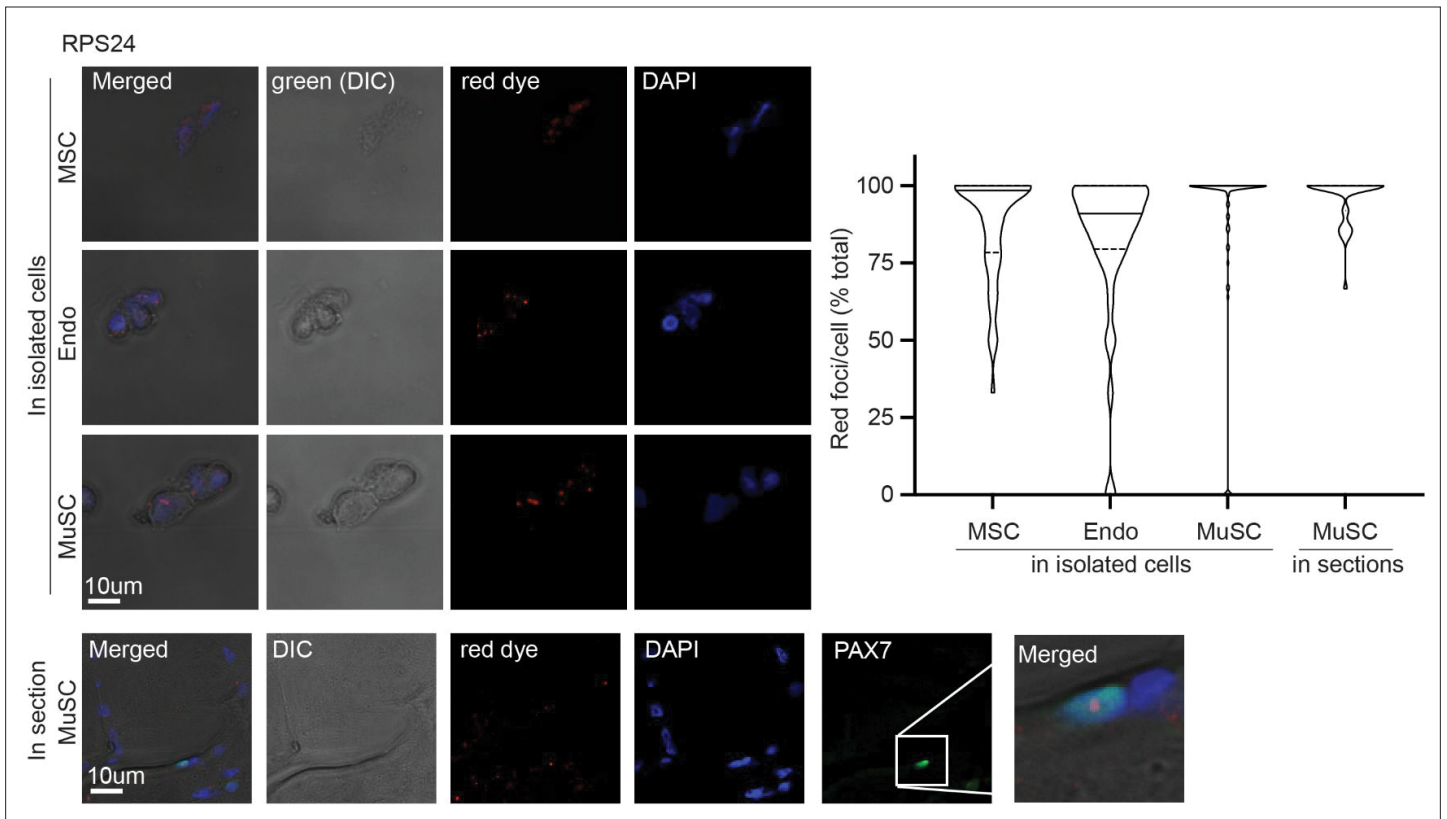 RPS24
Merged
green (DIC)
red dye
DAPI
In isolated cells
MSC
Endo
MuSC
10um
Red foci/cell (% total)
100
75
50
25
0
MSC
Endo
MuSC
MuSC
in isolated cells
in sections
In section
MuSC
Merged
10um
DIC
red dye
DAPI
PAX7
Merged